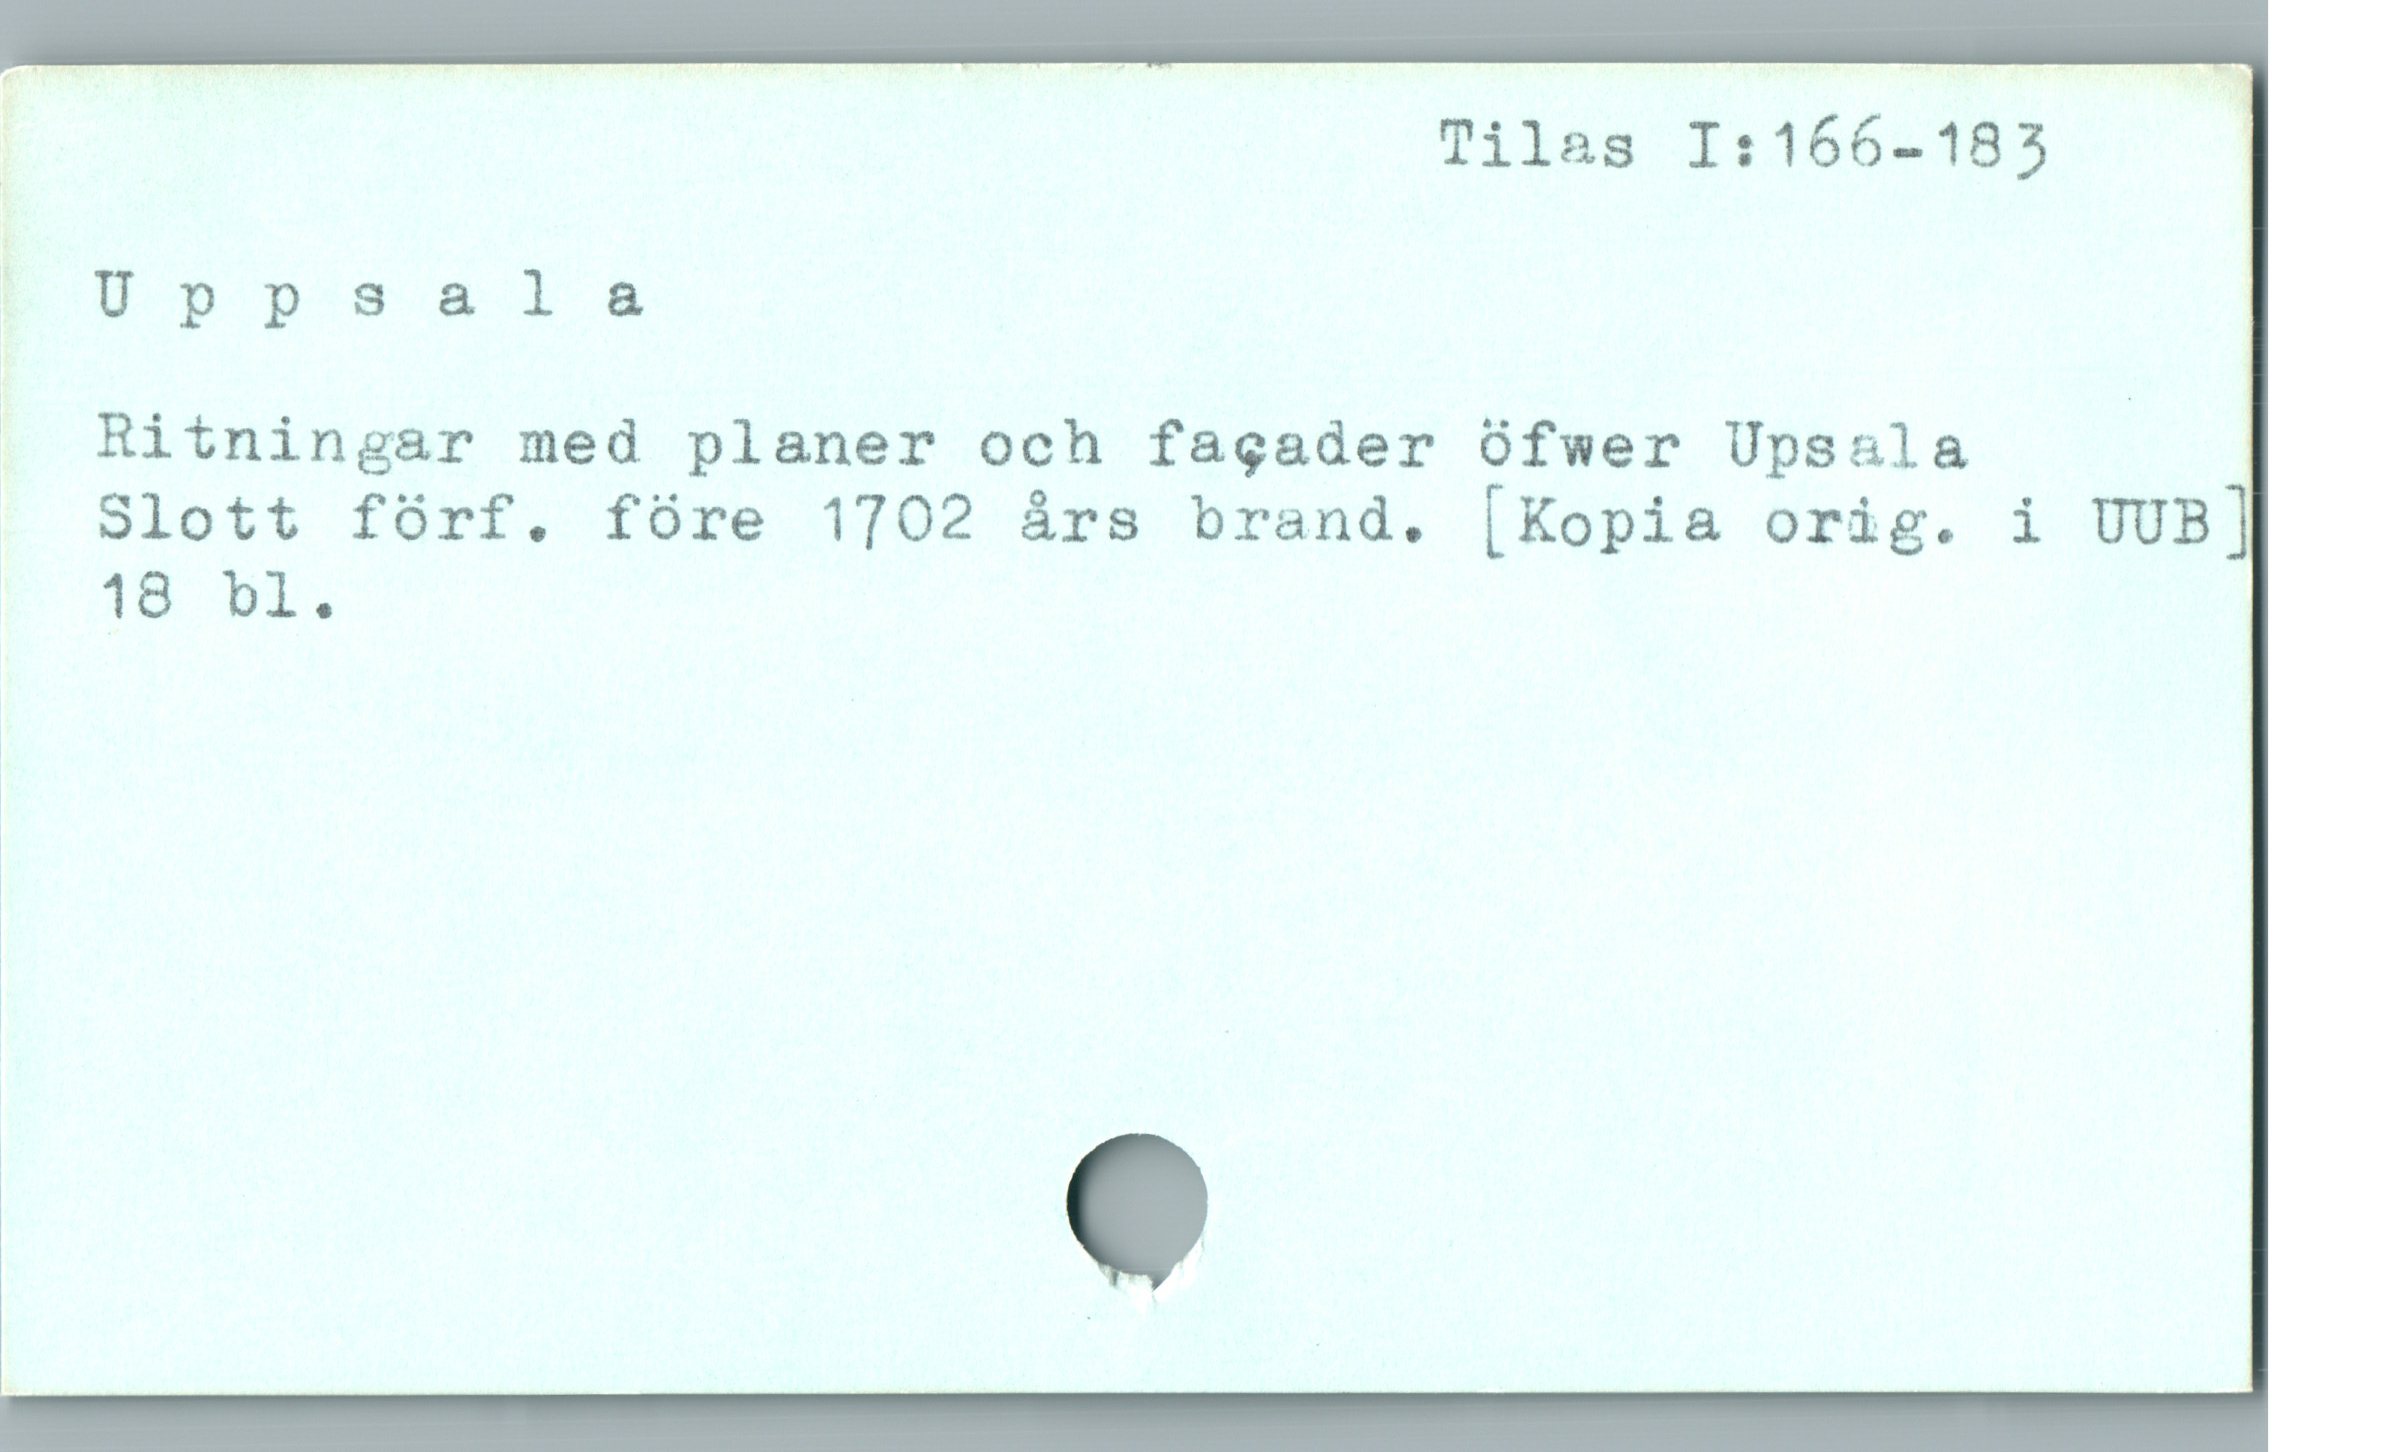 Tilas I:166-183
U p p s a l a
Ritningar med planer och façader öfwer Upsala
Slott förf. före 1702 års brand. [Kopia orig. i UUB]
18 bl.